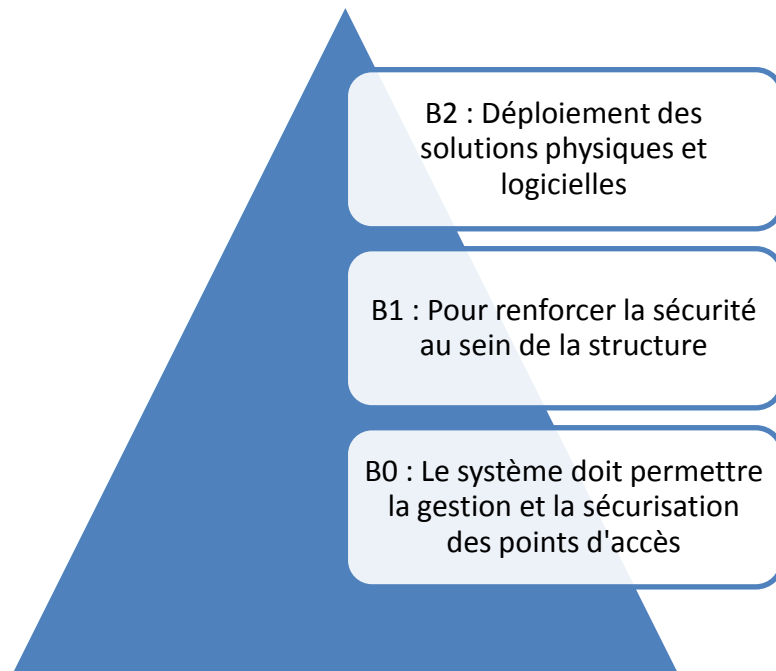 B2 : Déploiement des
solutions physiques et
logicielles
B1 : Pour renforcer la sécurité
au sein de la structure
B0 : Le système doit permettre
la gestion et la sécurisation
des points d'accès